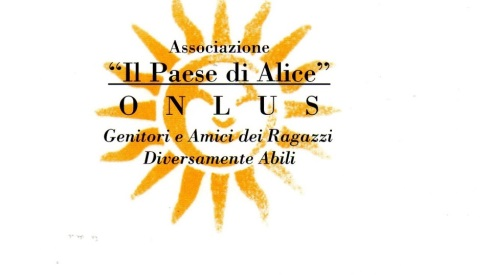 Associazione
“Il Paese di Alice”
O N L U S
Genitori e Amici dei Ragazzi
Diversamente Abili